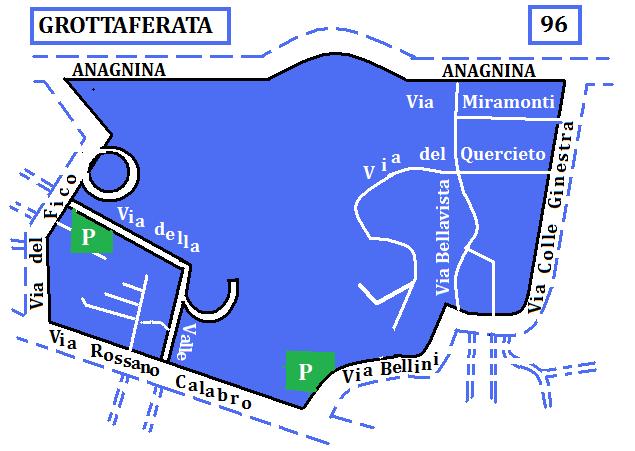 GROTTAFERATA
96
ANAGNINA
ANAGNINA
Via Miramonti
Via del Quercieto
Via Colle Ginestra
Via Bellavista
Via del Fico
Via della Valle
P
Via Rossano Calabro
P
Via Bellini